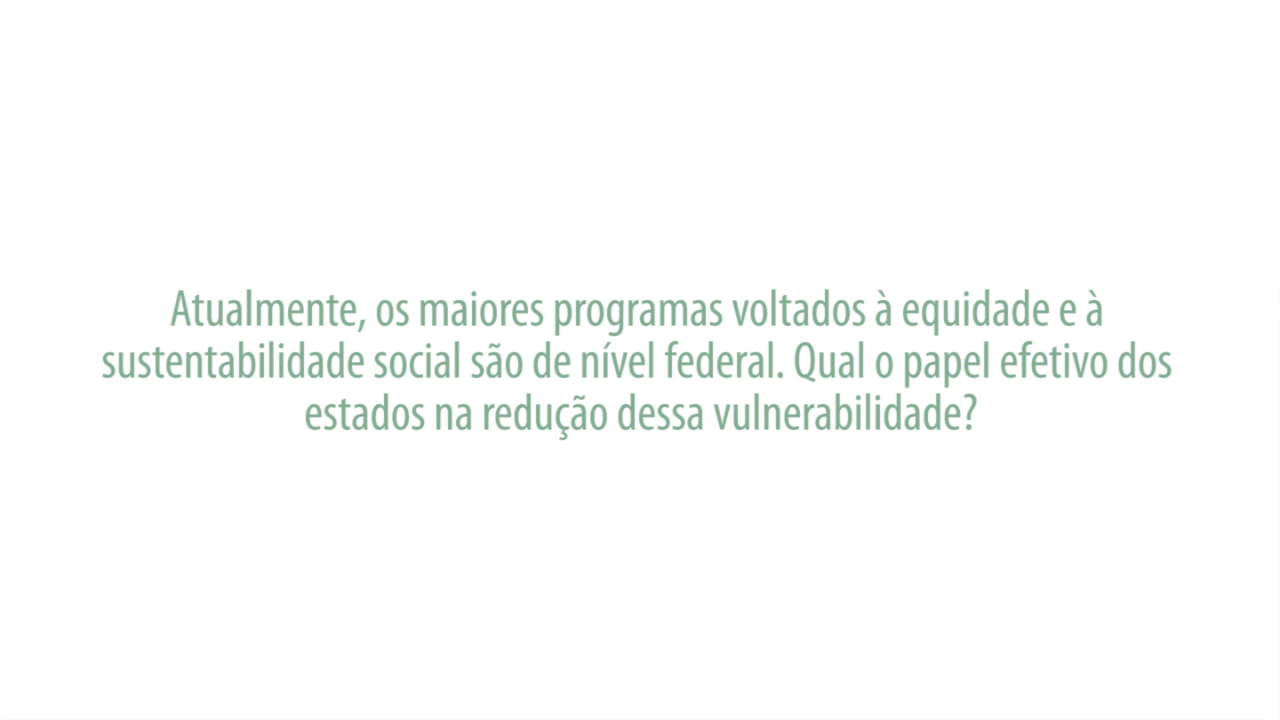 Atualmente, os maiores programas voltados à equidade e à
sustentabilidade social são de nível federal. Qual o papel efetivo dos
estados na redução dessa vulnerabilidade?